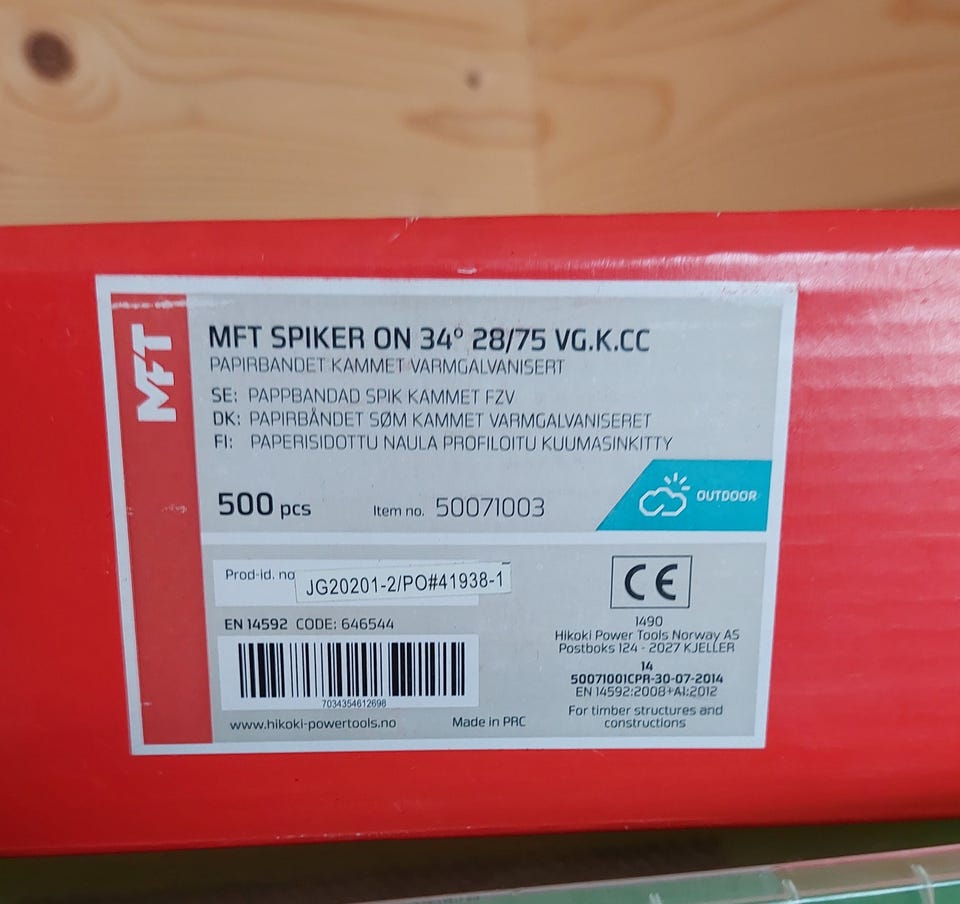 MFT
MFT SPIKER ON 34° 28/75 VG.K.CC
PAPIRBANDET KAMMET VARMGALVANISERT
SE: PAPPBANDAD SPIK KAMMET FZV
DK: PAPIRBÅNDET SØM KAMMET VARMGALVANISERET
FI: PAPERISIDOTTU NAULA PROFILOITU KUUMASINKITTY
500 pcs
Item no. 50071003
OUTDOOR
Prod-id. no
JG20201-2/PO#41938-1
EN 14592 CODE: 646544
7034354612698
www.hikoki-powertools.no
Made in PRC
CE
1490
Hikoki Power Tools Norway AS
Postboks 124 - 2027 KJELLER
14
50071001CPR-30-07-2014
EN 14592:2008+A1:2012
For timber structures and
constructions